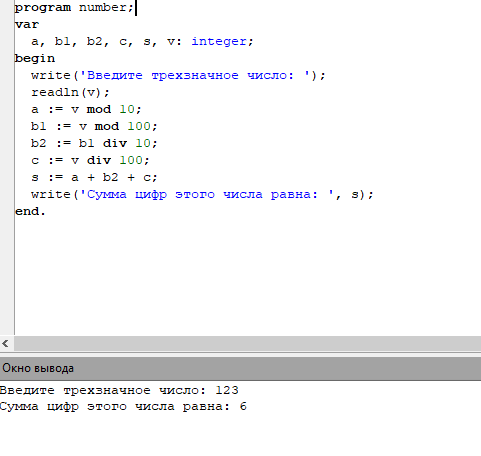 program number;
var
  a, b1, b2, c, s, v: integer;
begin
  write('Введите трехзначное число: ');
  readln(v);
  a := v mod 10;
  b1 := v mod 100;
  b2 := b1 div 10;
  c := v div 100;
  s := a + b2 + c;
  write('Сумма цифр этого числа равна: ', s);
end.
Окно вывода
Введите трехзначное число: 123
Сумма цифр этого числа равна: 6